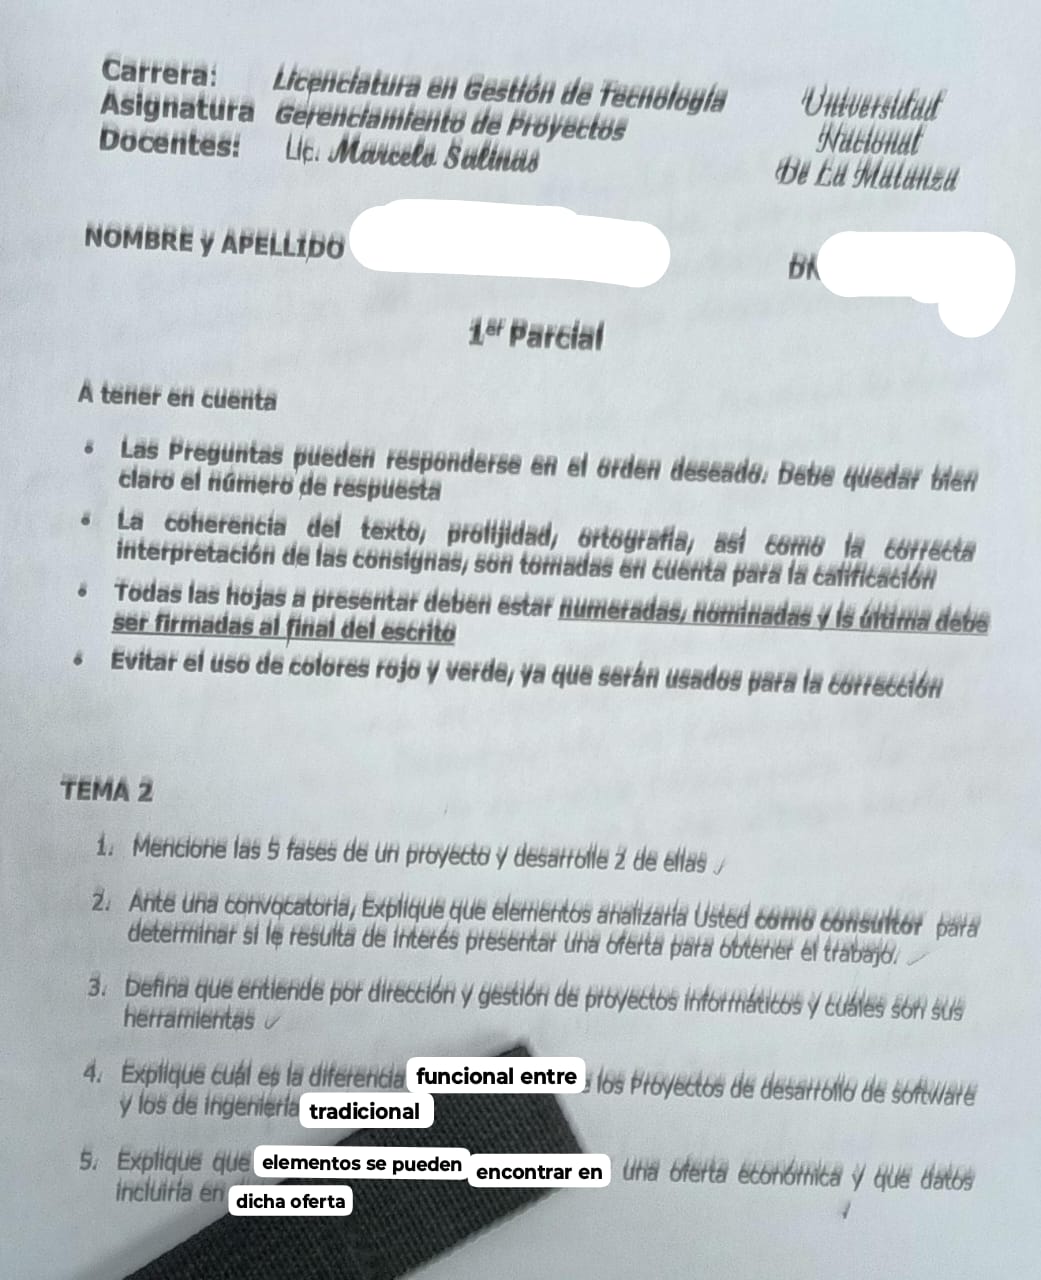 Carrera: Licenciatura en Gestión de Tecnología
Universidad
Asignatura Gerenciamiento de Proyectos
Nacional
Docentes: Lic. Marcelo Salinas
De La Matanza
NOMBRE y APELLIDO
DN
1er Parcial
A tener en cuenta
• Las Preguntas pueden responderse en el orden deseado. Debe quedar bien
claro el número de respuesta
• La coherencia del texto, prolijidad, ortografía, así como la correcta
interpretación de las consignas, son tomadas en cuenta para la calificación
• Todas las hojas a presentar deben estar numeradas, nominadas y ls última debe
ser firmadas al final del escrito
• Evitar el uso de colores rojo y verde, ya que serán usados para la corrección
TEMA 2
1. Mencione las 5 fases de un proyecto y desarrolle 2 de ellas
2. Ante una convocatoria, Explique que elementos analizaría Usted como consultor para
determinar si le resulta de interés presentar una oferta para obtener el trabajo.
3. Defina que entiende por dirección y gestión de proyectos informáticos y cuáles son sus
herramientas
4. Explique cuál es la diferencia funcional entre los Proyectos de desarrollo de software
y los de ingeniería tradicional
5. Explique que elementos se pueden encontrar en una oferta económica y que datos
incluiría en dicha oferta